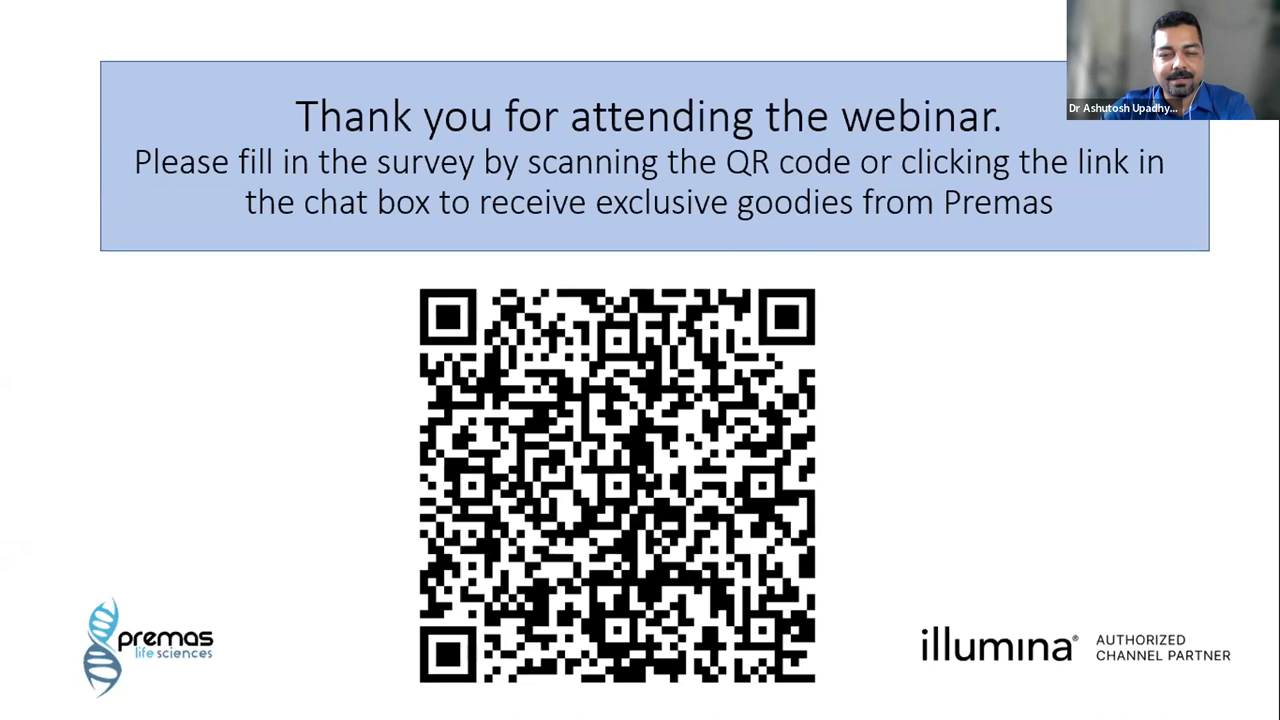 Dr Ashutosh Upadhy...
Thank you for attending the webinar.
Please fill in the survey by scanning the QR code or clicking the link in
the chat box to receive exclusive goodies from Premas
premas
life sciences
illumina®
AUTHORIZED
CHANNEL PARTNER